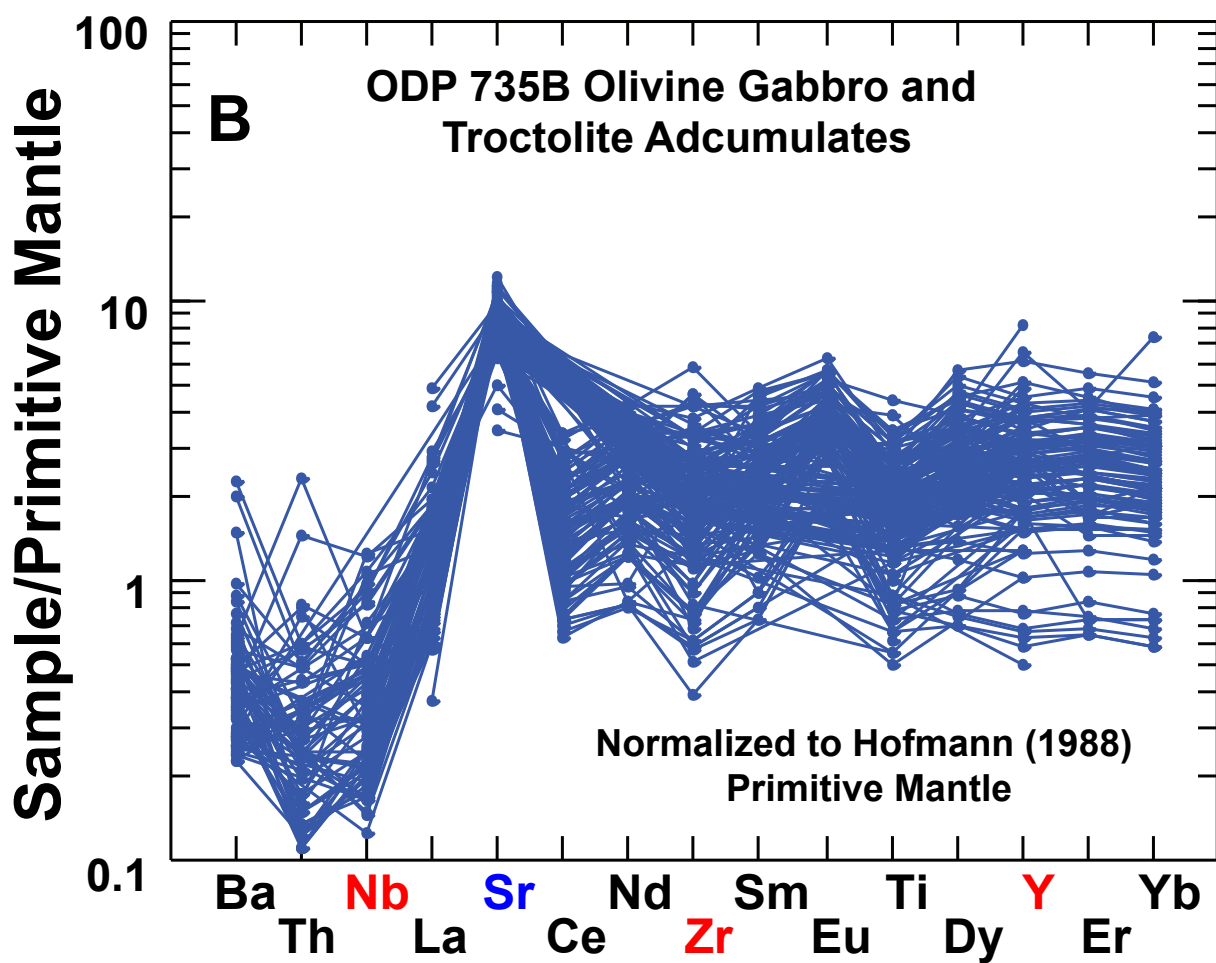 100
10
1
0.1
Sample/Primitive Mantle
B
ODP 735B Olivine Gabbro and
Troctolite Adcumulates
Normalized to Hofmann (1988)
Primitive Mantle
Ba Nb Sr Nd Sm Ti Y Yb
Th La Ce Zr Eu Dy Er